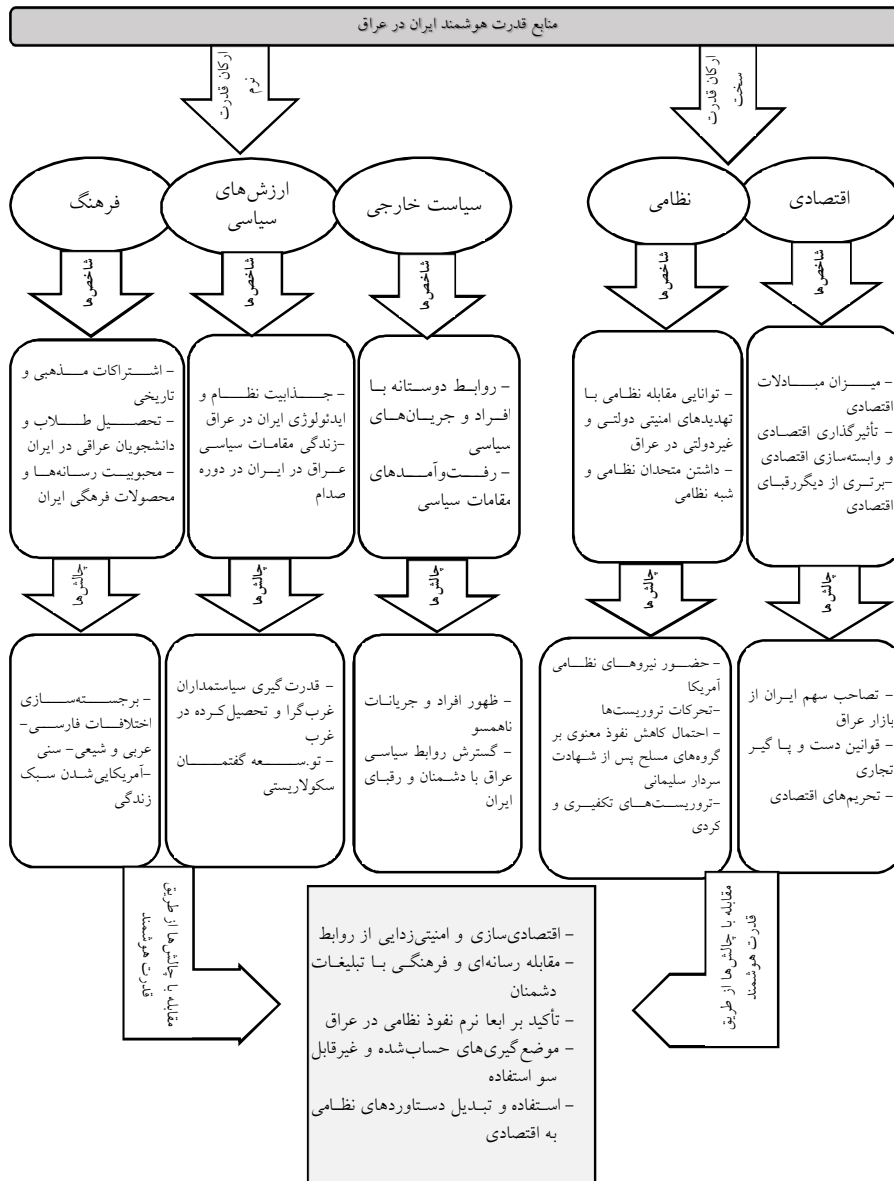 منابع قدرت هوشمند ایران در عراق
ارکان قدرت
سخت
ارکان قدرت
نرم
اقتصادی
نظامی
سیاست خارجی
ارزش‌های
سیاسی
فرهنگ
شاخص‌ها
شاخص‌ها
شاخص‌ها
شاخص‌ها
شاخص‌ها
- میزان مبادلات
اقتصادی
- تأثیرگذاری اقتصادی
و وابسته‌سازی اقتصادی
-برتری از دیگررقبای
اقتصادی
- توانایی مقابله نظامی با
تهدیدهای امنیتی دولتی و
غیردولتی در عراق
- داشتن متحدان نظامی و
شبه نظامی
- روابط دوستانه با
افراد و جریان‌های
سیاسی
- رفت‌وآمدهای
مقامات سیاسی
- جذابیت نظام و
ایدئولوژی ایران در عراق
-زندگی مقامات سیاسی
عراق در ایران در دوره
صدام
- اشتراکات مذهبی و
تاریخی
- تحصیل طلاب و
دانشجویان عراقی در ایران
- محبوبیت رسانه‌ها و
محصولات فرهگی ایران
چالش‌ها
چالش‌ها
چالش‌ها
چالش‌ها
چالش‌ها
- تصاحب سهم ایران از
بازار عراق
- قوانین دست و پا گیر
تجاری
- تحریم‌های اقتصادی
- حضور نیروهای نظامی
آمریکا
-تحرکات تروریست‌ها
- احتمال کاهش نفوذ معنوی بر
گروه‌های مسلح پس از شهادت
سردار سلیمانی
-تروریست‌های تکفیری و
کردی
- ظهور افراد و جریانات
ناهمسو
- گسترش روابط سیاسی
عراق با دشمنان و رقبای
ایران
- قدرت‌گیری سیاستمداران
غرب‌گرا و تحصیل‌کرده در
غرب
- تو.سعه گفتمان
سکولاریستی
- برجسته‌سازی
اختلافات فارسی-
عربی و شیعی- سنی
-آمریکایی‌شدن سبک
زندگی
مقابله با چالش‌ها از طریق
قدرت هوشمند
مقابله با چالش‌ها از طریق
قدرت هوشمند
- اقتصادی‌سازی و امنیتی‌زدایی از روابط
- مقابله رسانه‌ای و فرهنگی با تبلیغات
دشمنان
- تأکید بر ابعا نرم نفوذ نظامی در عراق
- موضع‌گیری‌های حساب‌شده و غیرقابل
سو استفاده
- استفاده و تبدیل دستاوردهای نظامی
به اقتصادی